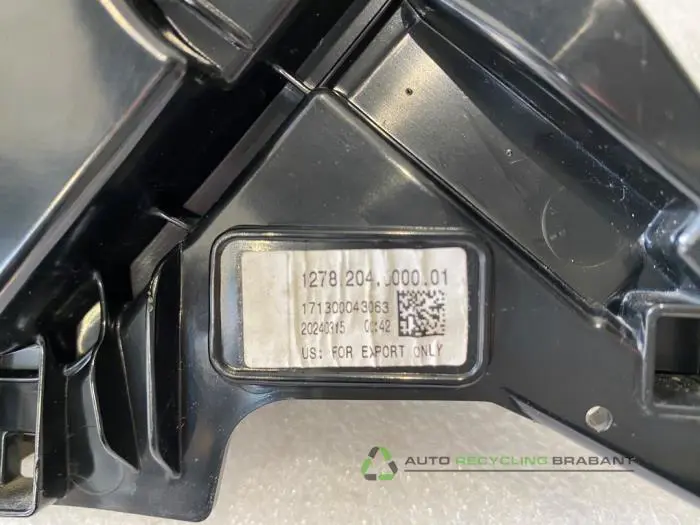 1278.204.0000.01
171300043063
20240315 00:42
US: FOR EXPORT ONLY
AUTO RECYCLING BRABANT